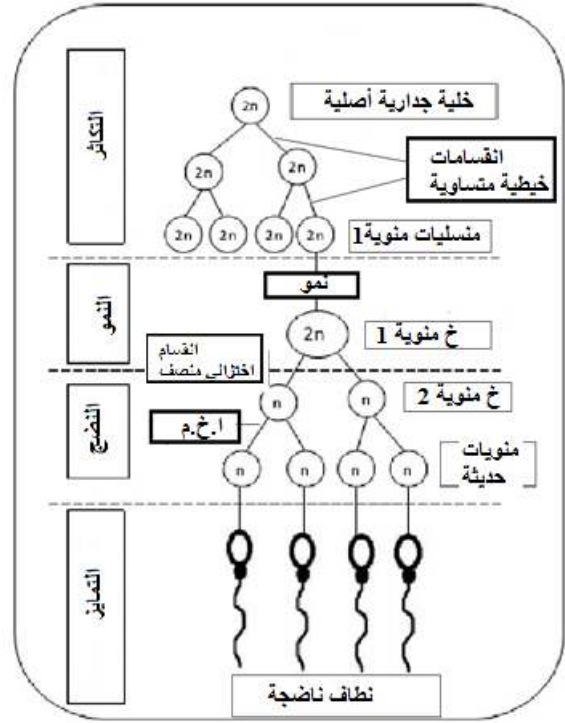 التكاثر
2n
خلية جدارية أصلية
2n
2n
انقسامات
خيطية متساوية
2n
2n
2n
2n
منسليات منوية1
نمو
النمو
2n
خ منوية 1
انقسام
اختزالي منصف
النضج
n
n
خ منوية 2
ا.خ.م
n
n
n
n
منويات
حديثة
التمايز
نطاف ناضجة